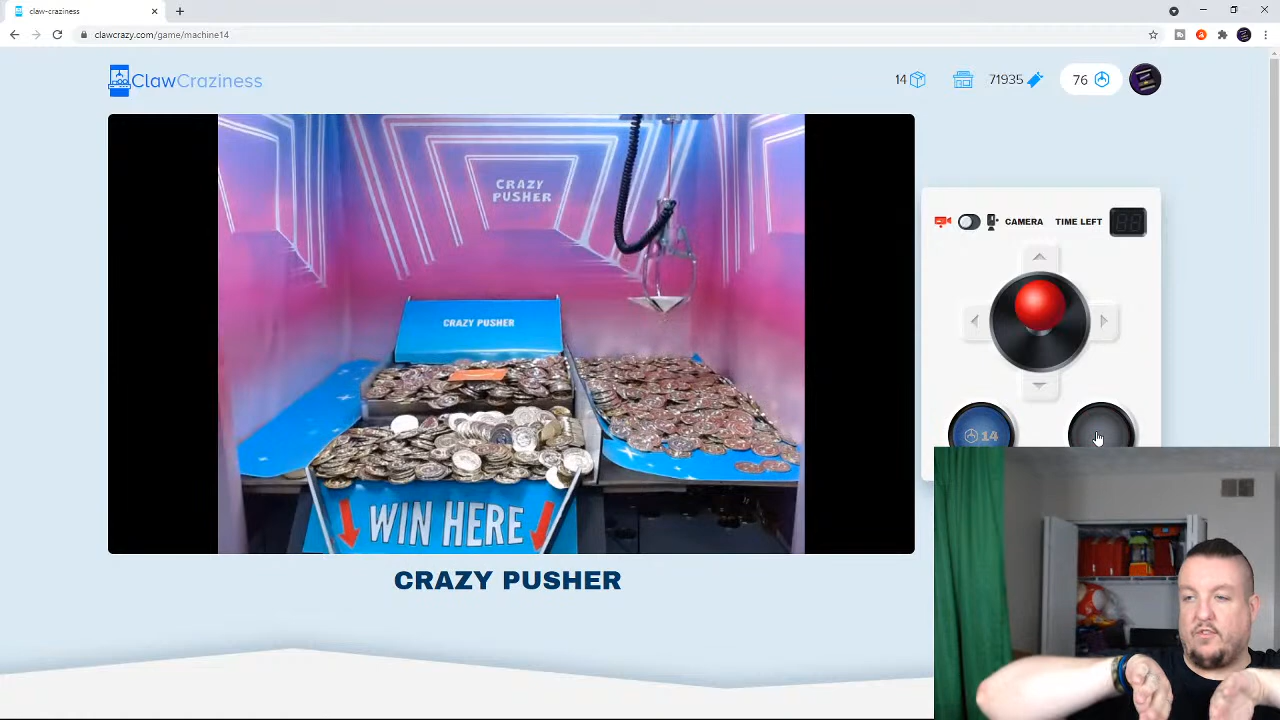 claw-craziness
clawcrazy.com/game/machine14
ClawCraziness
14
71935
76
CRAZY
PUSHER
CRAZY PUSHER
WIN HERE
CAMERA
TIME LEFT
14
CRAZY PUSHER